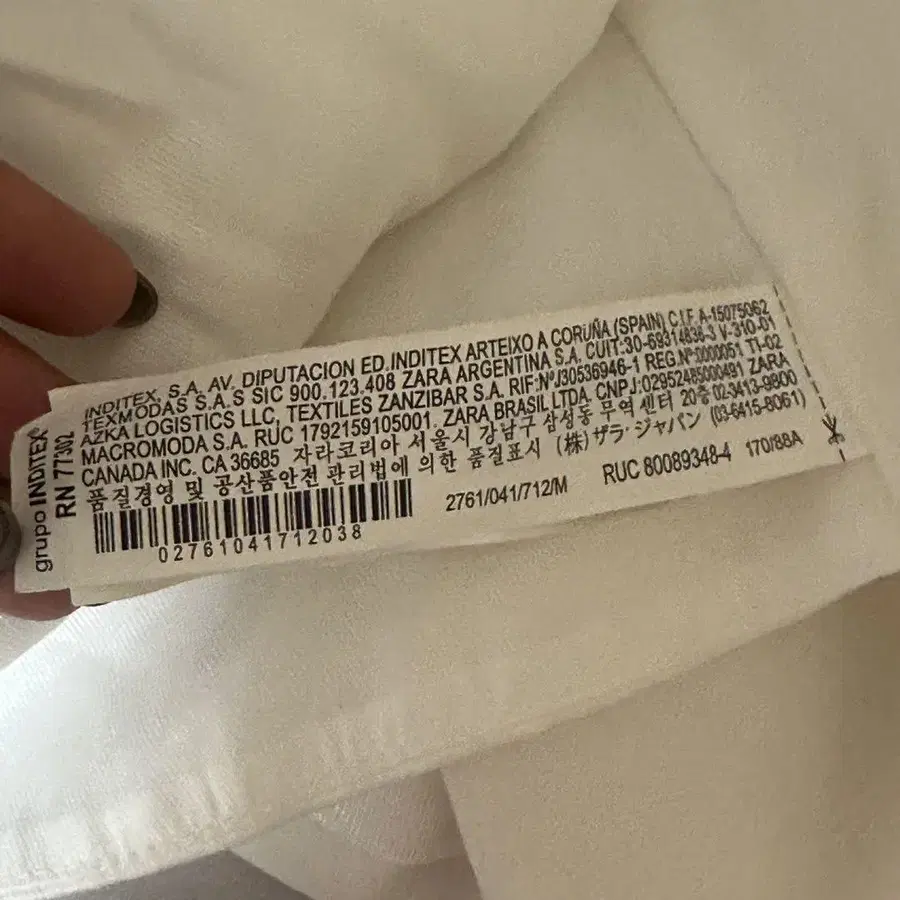 grupo INDITEX®
RN 77302
INDITEX, S.A. AV. DIPUTACION ED.INDITEX ARTEIXO A CORUÑA (SPAIN) C.I.F. A-15075062
TEXMODAS S.A.S SIC 900.123.408 ZARA ARGENTINA S.A. CUIT:30-69314836-3 V-310-01
AZKA LOGISTICS LLC, TEXTILES ZANZIBAR S.A. RIF:Nº J30536946-1 REG.Nº:0000051 TI-02
MACROMODA S.A. RUC 1792159105001. ZARA BRASIL LTDA. CNPJ:02952485000491 ZARA
CANADA INC. CA 36685 자라코리아 서울시 강남구 삼성동 무역 센터 20층 02.3413-9800
품질경영 및 공산품안전 관리법에 의한 품질표시 (株) ザラ・ジャパン (03-6415-8061)
2761/041/712/M
RUC 80089348-4
170/88A
02761041712038